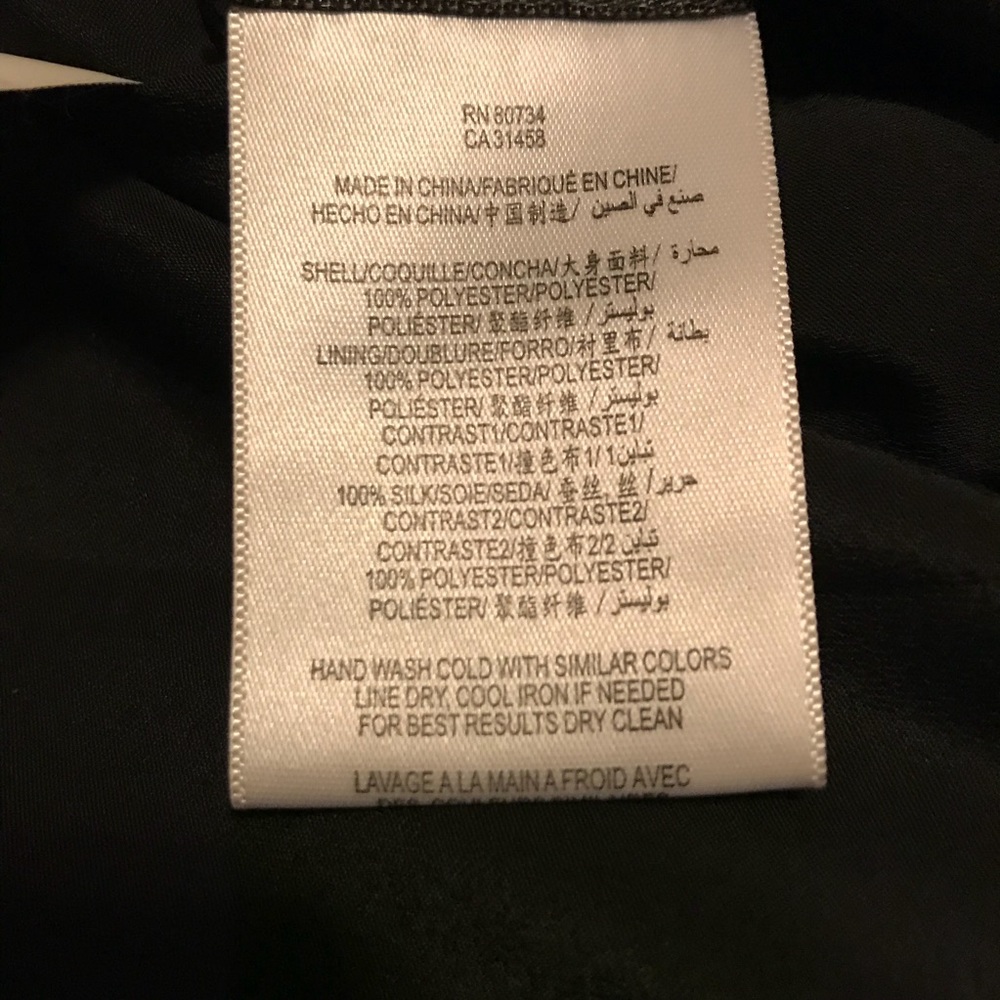 RN 80734
CA 31458
MADE IN CHINA/FABRIQUÉ EN CHINE/
HECHO EN CHINA/中国制造/ صنع في الصين
SHELL/COQUILLE/CONCHA/大身面料/ محارة
100% POLYESTER/POLYESTER/
POLIÉSTER/ 聚酯纤维 / بوليستر
LINING/DOUBLURE/FORRO/衬里布/ بطانة
100% POLYESTER/POLYESTER/
POLIÉSTER/ 聚酯纤维 / بوليستر
CONTRAST1/CONTRASTE1/
CONTRASTE1/撞色布1/ تباين1
100% SILK/SOIE/SEDA/ 蚕丝, 丝 / حرير
CONTRAST2/CONTRASTE2/
CONTRASTE2/撞色布2/ تباين2
100% POLYESTER/POLYESTER/
POLIÉSTER/ 聚酯纤维 / بوليستر
HAND WASH COLD WITH SIMILAR COLORS
LINE DRY, COOL IRON IF NEEDED
FOR BEST RESULTS DRY CLEAN
LAVAGE A LA MAIN A FROID AVEC